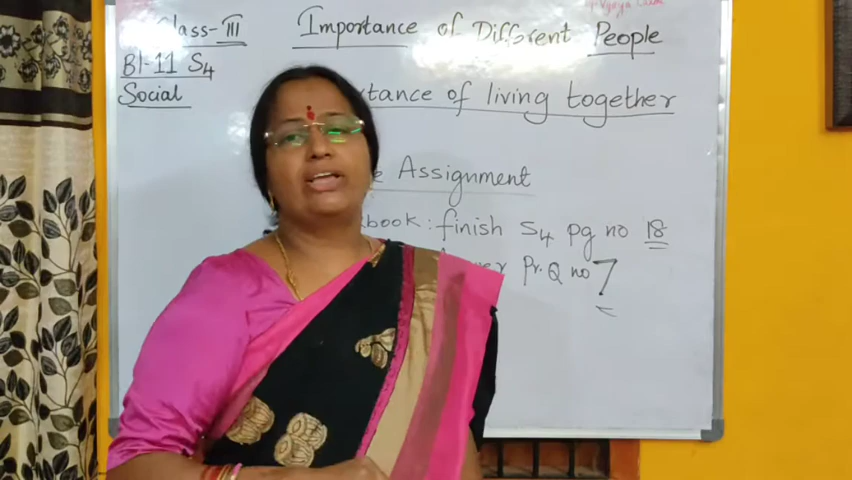 Class-III
Importance of Different People
Bl-11 S4
Social
tance of living together
e Assignment
book: finish S4 pg no 18
er Pr. Q no 7